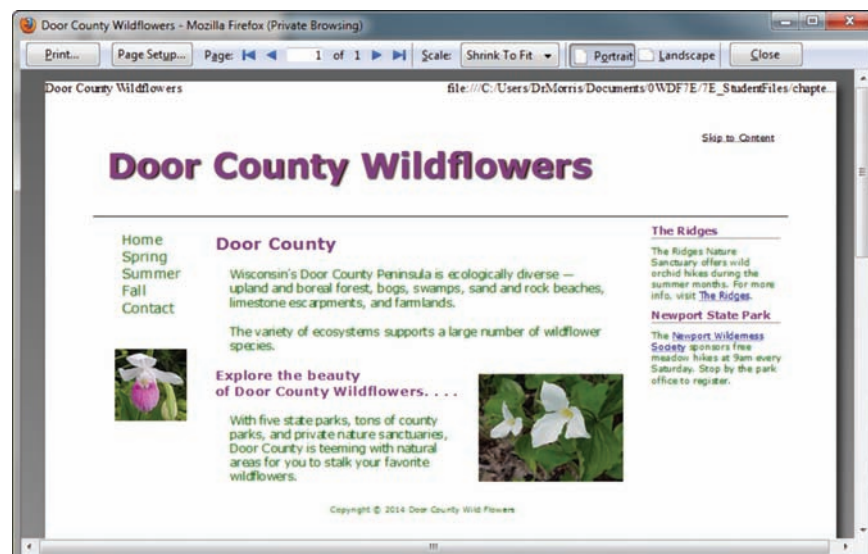 Door County Wildflowers - Mozilla Firefox (Private Browsing)
Print... Page Setup... Page: 1 of 1 Scale: Shrink To Fit Portrait Landscape Close
Door County Wildflowers file:///C:/Users/DrMorris/Documents/0WDF7E/7E_StudentFiles/chapte...
Skip to Content
Door County Wildflowers
Home
Spring
Summer
Fall
Contact
Door County
Wisconsin's Door County Peninsula is ecologically diverse —
upland and boreal forest, bogs, swamps, sand and rock beaches,
limestone escarpments, and farmlands.
The variety of ecosystems supports a large number of wildflower
species.
Explore the beauty
of Door County Wildflowers. . . .
With five state parks, tons of county
parks, and private nature sanctuaries,
Door County is teeming with natural
areas for you to stalk your favorite
wildflowers.
The Ridges
The Ridges Nature
Sanctuary offers wild
orchid hikes during the
summer months. For more
info, visit The Ridges.
Newport State Park
The Newport Wilderness
Society sponsors free
meadow hikes at 9am every
Saturday. Stop by the park
office to register.
Copyright © 2014 Door County Wild Flowers